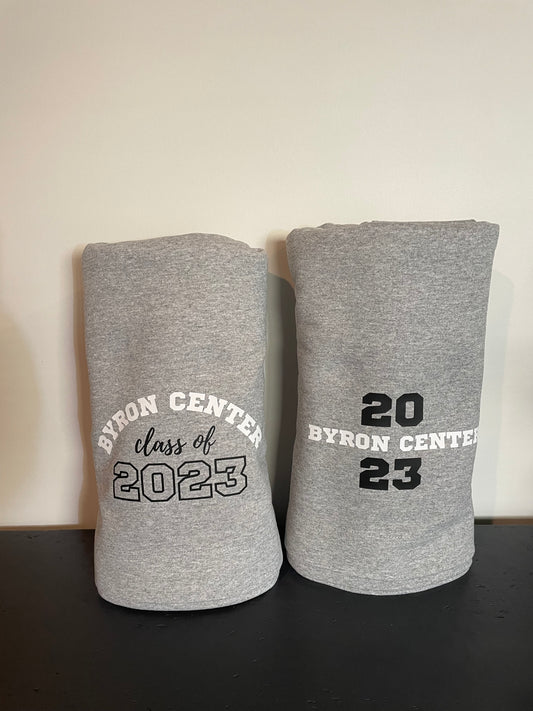 BYRON CENTER
class of
2023
20
BYRON CENTER
23